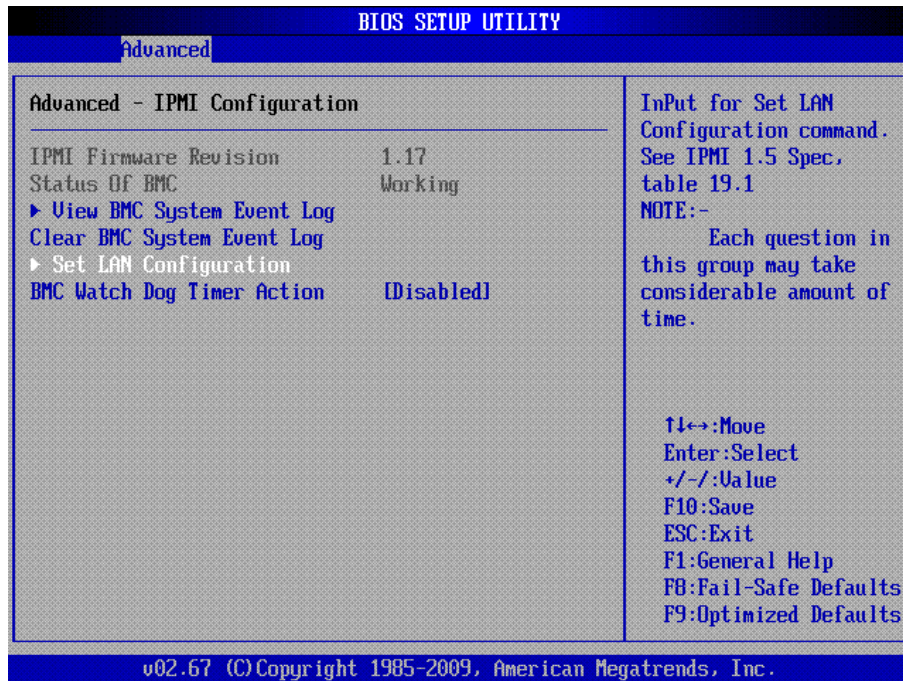 BIOS SETUP UTILITY
Advanced
Advanced - IPMI Configuration
IPMI Firmware Revision 1.17
Status Of BMC Working
▶ View BMC System Event Log
Clear BMC System Event Log
▶ Set LAN Configuration
BMC Watch Dog Timer Action [Disabled]
InPut for Set LAN
Configuration command.
See IPMI 1.5 Spec,
table 19.1
NOTE:-
Each question in
this group may take
considerable amount of
time.
↑↓←→:Move
Enter:Select
+/-/:Value
F10:Save
ESC:Exit
F1:General Help
F8:Fail-Safe Defaults
F9:Optimized Defaults
v02.67 (C)Copyright 1985-2009, American Megatrends, Inc.